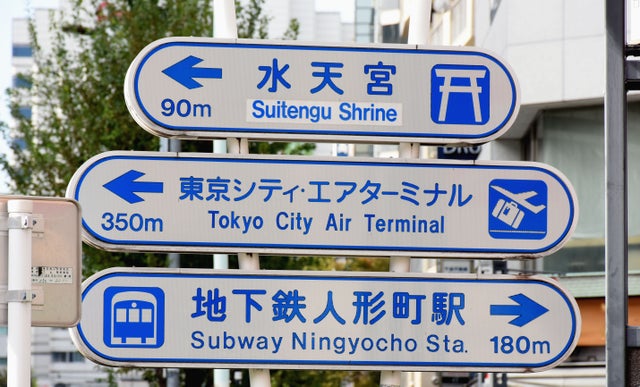 水天宮
90m
Suitengu Shrine
東京シティ・エアターミナル
350m
Tokyo City Air Terminal
地下鉄人形町駅
Subway Ningyocho Sta.
180m